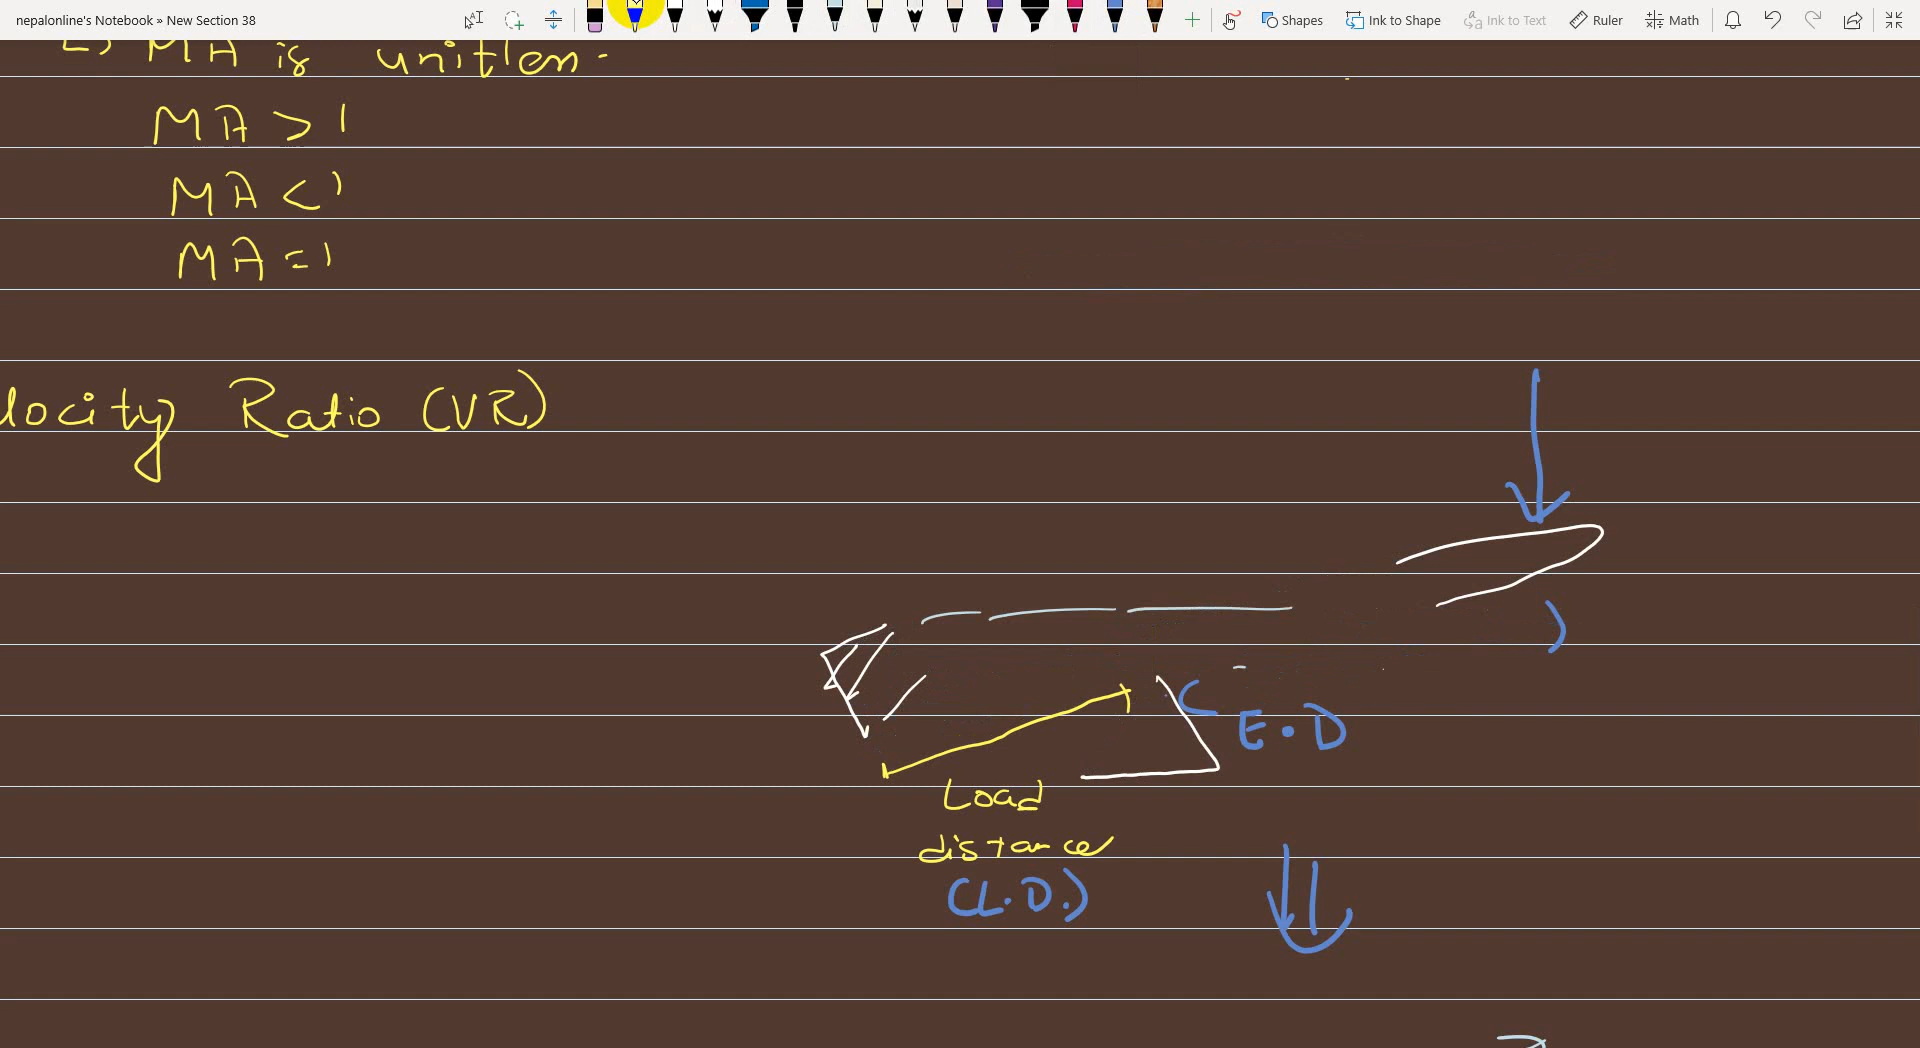 nepalonline's Notebook » New Section 38
Shapes
Ink to Shape
Ink to Text
Ruler
Math
MA is unitless.
MA > 1
MA < 1
MA = 1
locity Ratio (VR)
E.D
Load
distance
(L.D.)